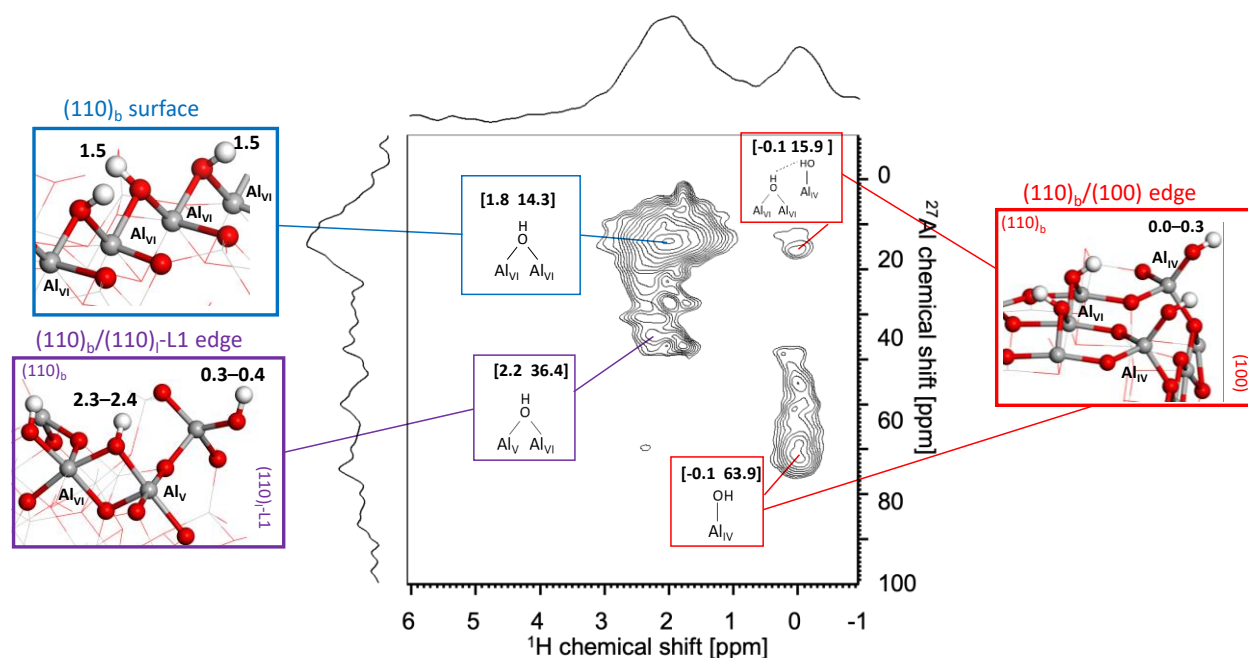 (110)b surface
1.5
1.5
AlVI
AlVI
AlVI
AlVI
(110)b/(110)l-L1 edge
(110)b
0.3–0.4
2.3–2.4
AlVI
AlV
(110)l-L1
[1.8 14.3]
H
O
AlVI AlVI
[2.2 36.4]
H
O
AlV AlVI
[-0.1 15.9 ]
HO
H
O
AlIV
AlVI AlVI
[-0.1 63.9]
OH
AlIV
(110)b/(100) edge
(110)b
0.0–0.3
AlIV
AlVI
AlIV
(100)
0
20
40
60
80
100
27Al chemical shift [ppm]
6 5 4 3 2 1 0 -1
1H chemical shift [ppm]